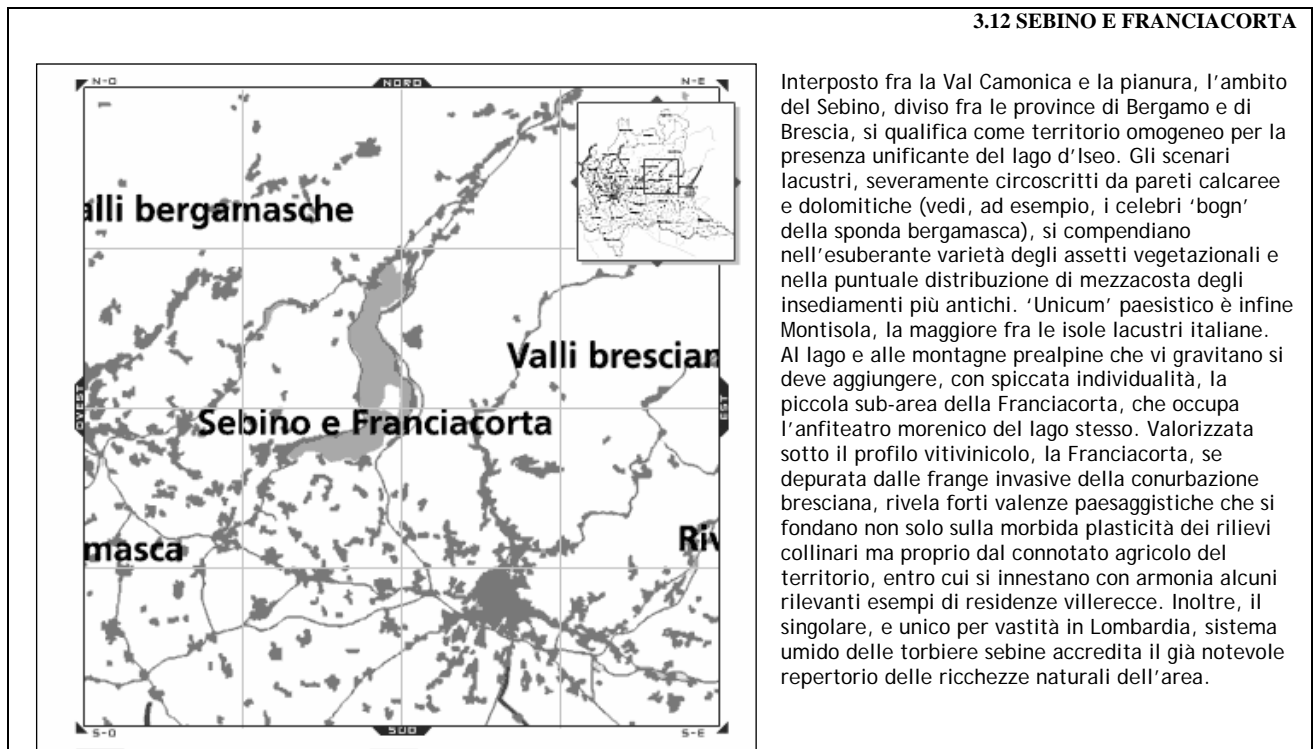 3.12 SEBINO E FRANCIACORTA
N-O
NORD
N-E
alli bergamasche
Valli brescian
OVEST
EST
Sebino e Franciacorta
masca
Riv
S-O
SUD
S-E
Interposto fra la Val Camonica e la pianura, l'ambito
del Sebino, diviso fra le province di Bergamo e di
Brescia, si qualifica come territorio omogeneo per la
presenza unificante del lago d'Iseo. Gli scenari
lacustri, severamente circoscritti da pareti calcaree
e dolomitiche (vedi, ad esempio, i celebri 'bogn'
della sponda bergamasca), si compendiano
nell'esuberante varietà degli assetti vegetazionali e
nella puntuale distribuzione di mezzacosta degli
insediamenti più antichi. 'Unicum' paesistico è infine
Montisola, la maggiore fra le isole lacustri italiane.
Al lago e alle montagne prealpine che vi gravitano si
deve aggiungere, con spiccata individualità, la
piccola sub-area della Franciacorta, che occupa
l'anfiteatro morenico del lago stesso. Valorizzata
sotto il profilo vitivinicolo, la Franciacorta, se
depurata dalle frange invasive della conurbazione
bresciana, rivela forti valenze paesaggistiche che si
fondano non solo sulla morbida plasticità dei rilievi
collinari ma proprio dal connotato agricolo del
territorio, entro cui si innestano con armonia alcuni
rilevanti esempi di residenze villerecce. Inoltre, il
singolare, e unico per vastità in Lombardia, sistema
umido delle torbiere sebine accredita il già notevole
repertorio delle ricchezze naturali dell'area.